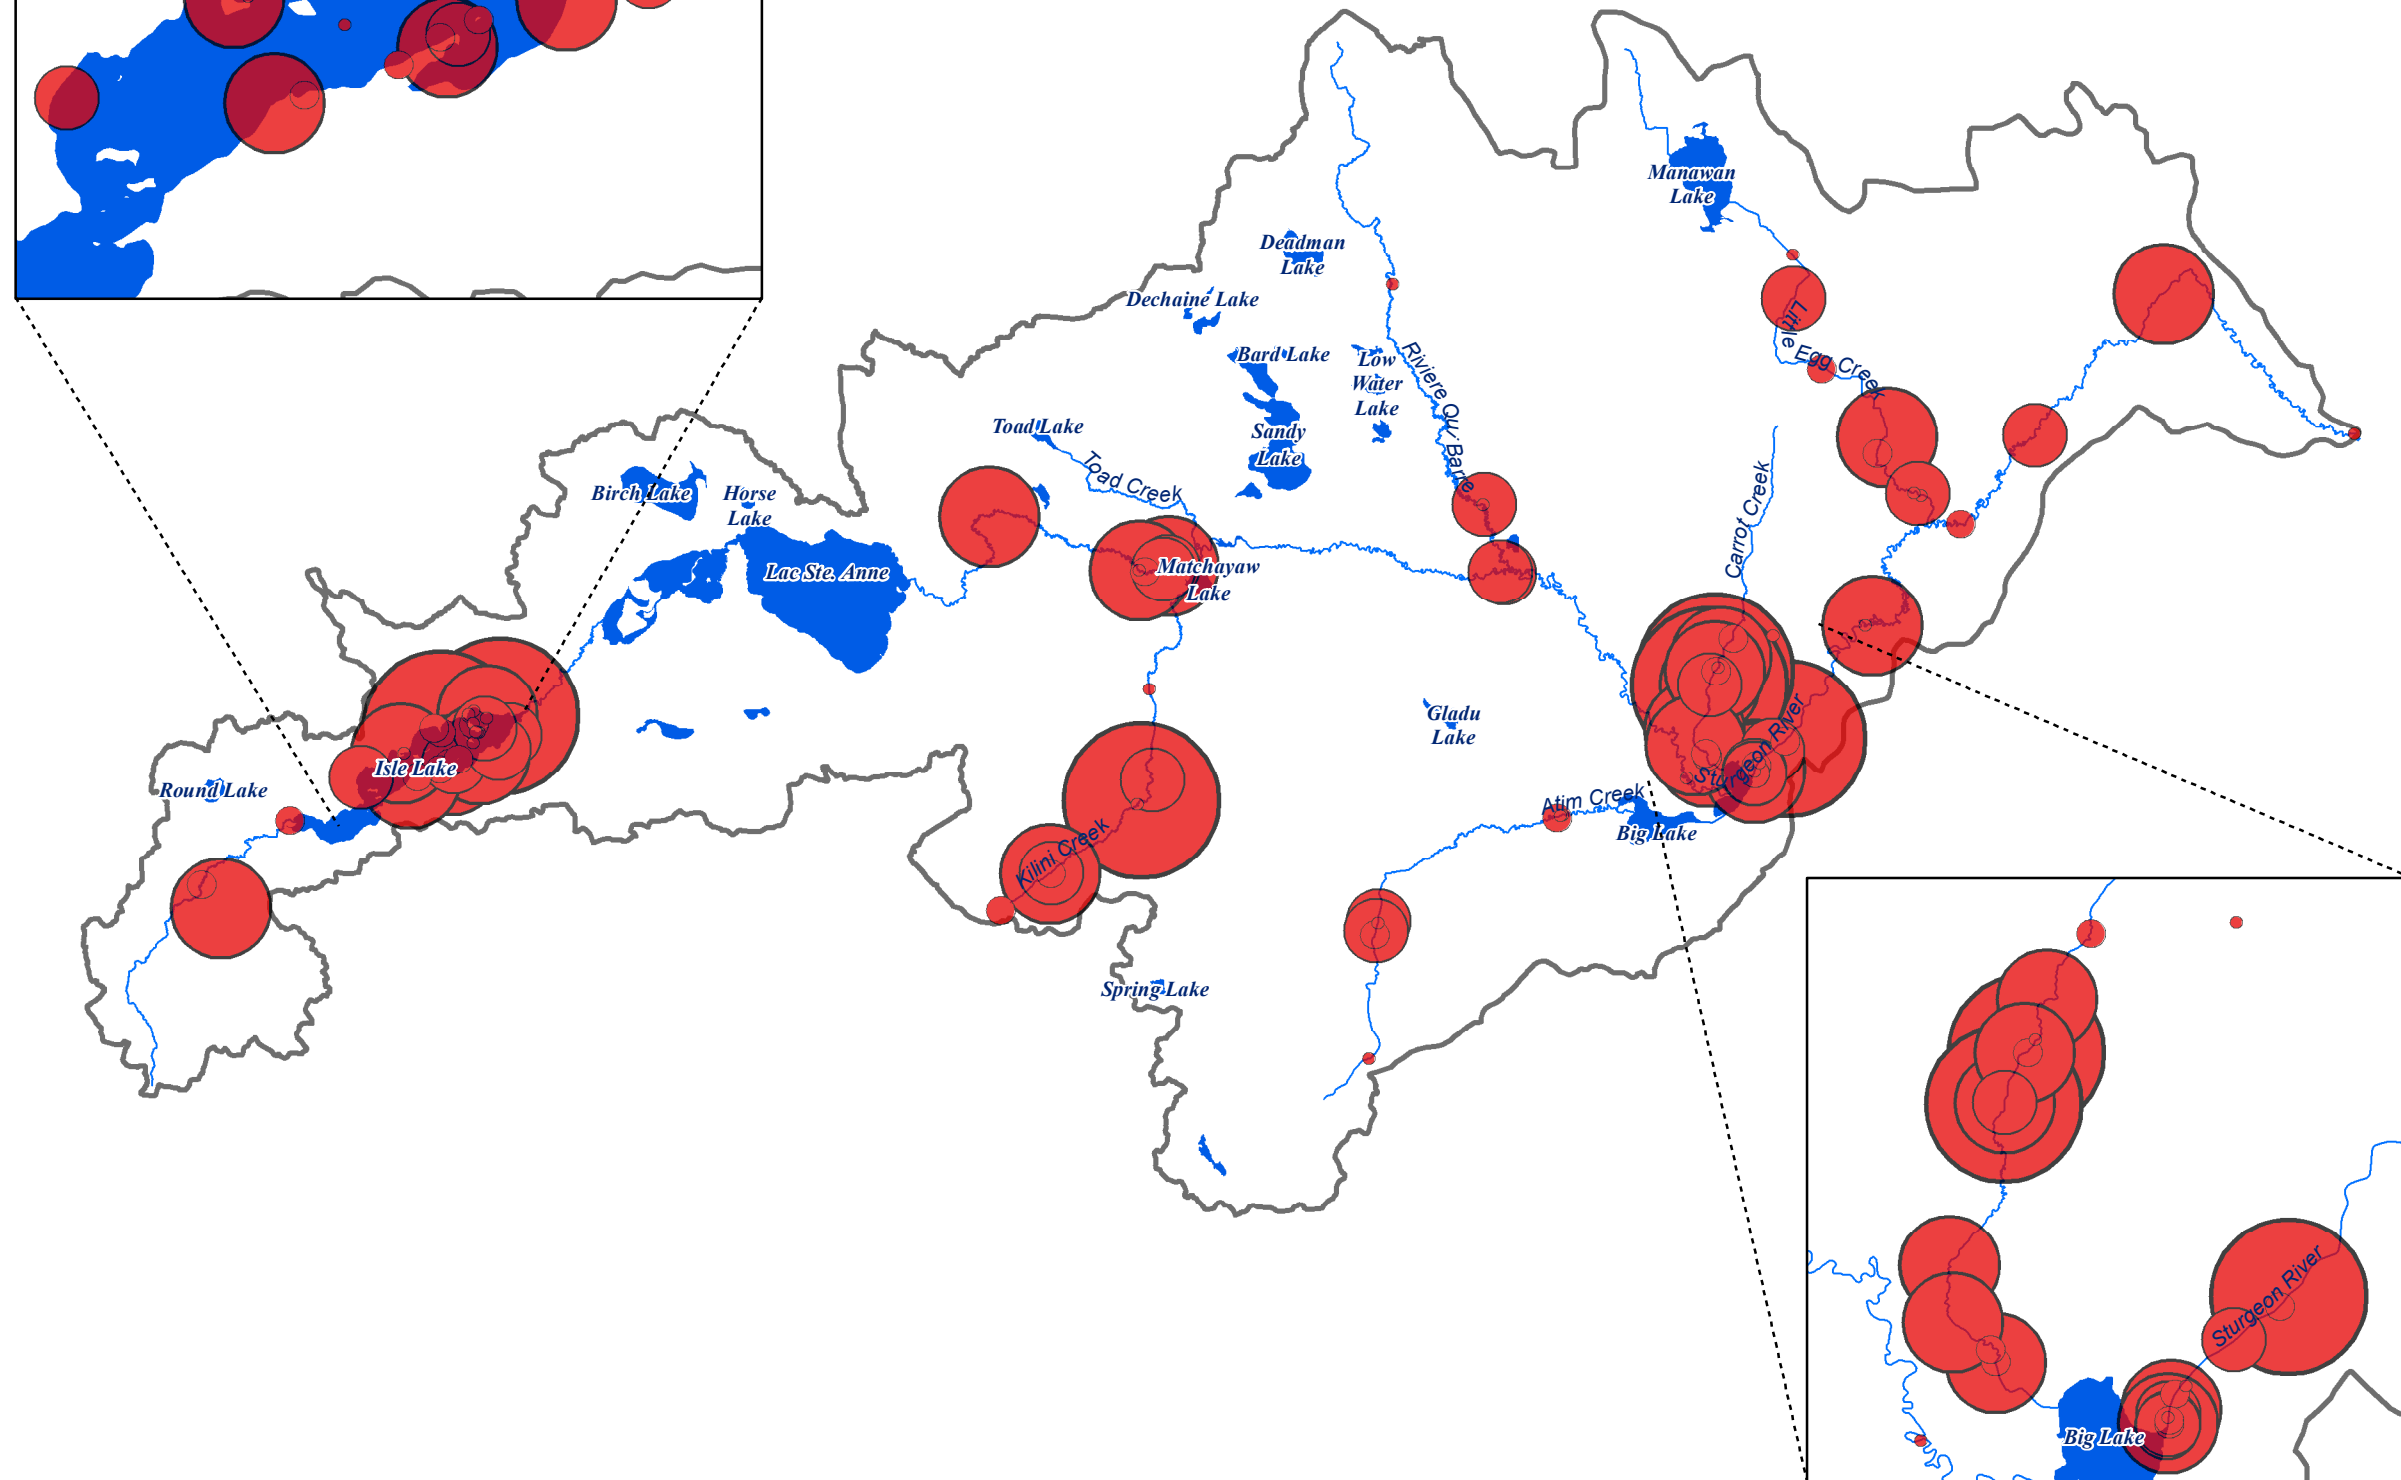 Manawan
Lake
Deadman
Lake
Dechaine Lake
Little
Egg Creek
Bard Lake
Low
Water
Lake
Riviere Qui Barre
Toad Lake
Sandy
Lake
Toad Creek
Carrot Creek
Birch Lake
Horse
Lake
Lac Ste. Anne
Matchayaw
Lake
Gladu
Lake
Isle Lake
Round Lake
Sturgeon River
Atim Creek
Big Lake
Kilini Creek
Spring Lake
Sturgeon River
Big Lake